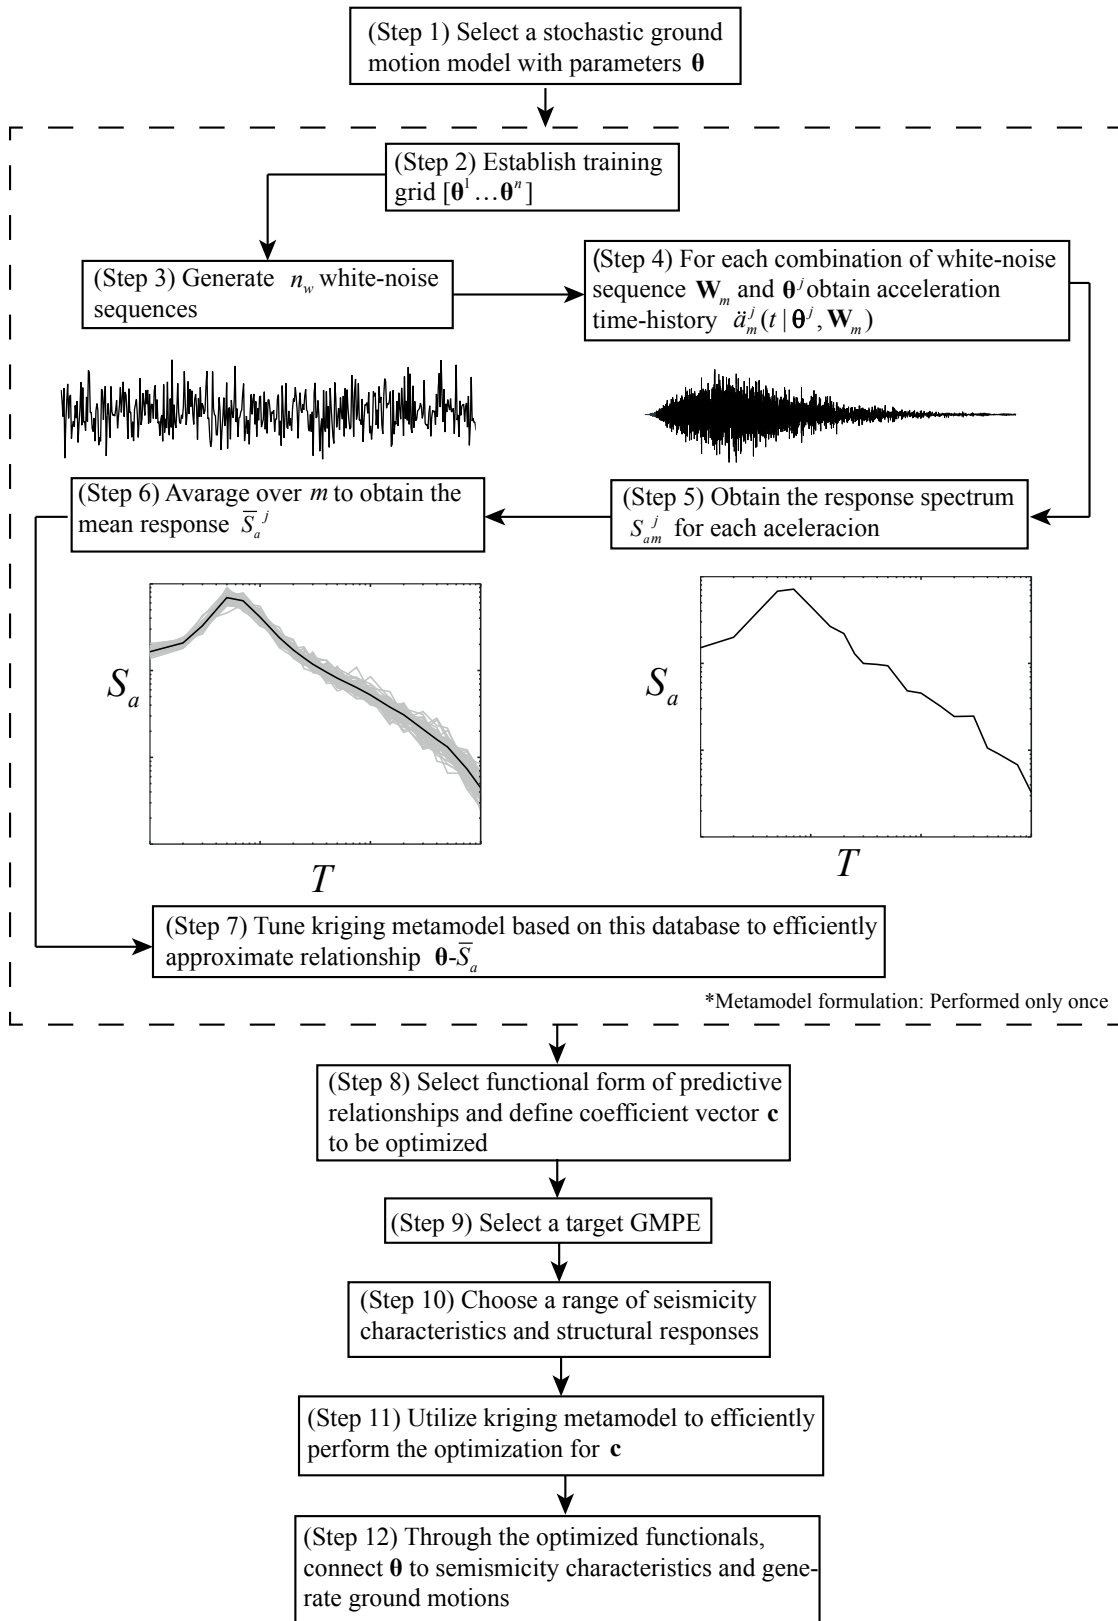 (Step 1) Select a stochastic ground
motion model with parameters θ
(Step 2) Establish training
grid [θ¹ …θⁿ]
(Step 3) Generate n_w white-noise
sequences
(Step 4) For each combination of white-noise
sequence W_m and θ^j obtain acceleration
time-history ä_m^j(t | θ^j, W_m)
(Step 6) Avarage over m to obtain the
mean response S̅_a^j
(Step 5) Obtain the response spectrum
S_am^j for each aceleracion
S_a
T
S_a
T
(Step 7) Tune kriging metamodel based on this database to efficiently
approximate relationship θ-S̅_a
*Metamodel formulation: Performed only once
(Step 8) Select functional form of predictive
relationships and define coefficient vector c
to be optimized
(Step 9) Select a target GMPE
(Step 10) Choose a range of seismicity
characteristics and structural responses
(Step 11) Utilize kriging metamodel to efficiently
perform the optimization for c
(Step 12) Through the optimized functionals,
connect θ to semismicity characteristics and gene-
rate ground motions